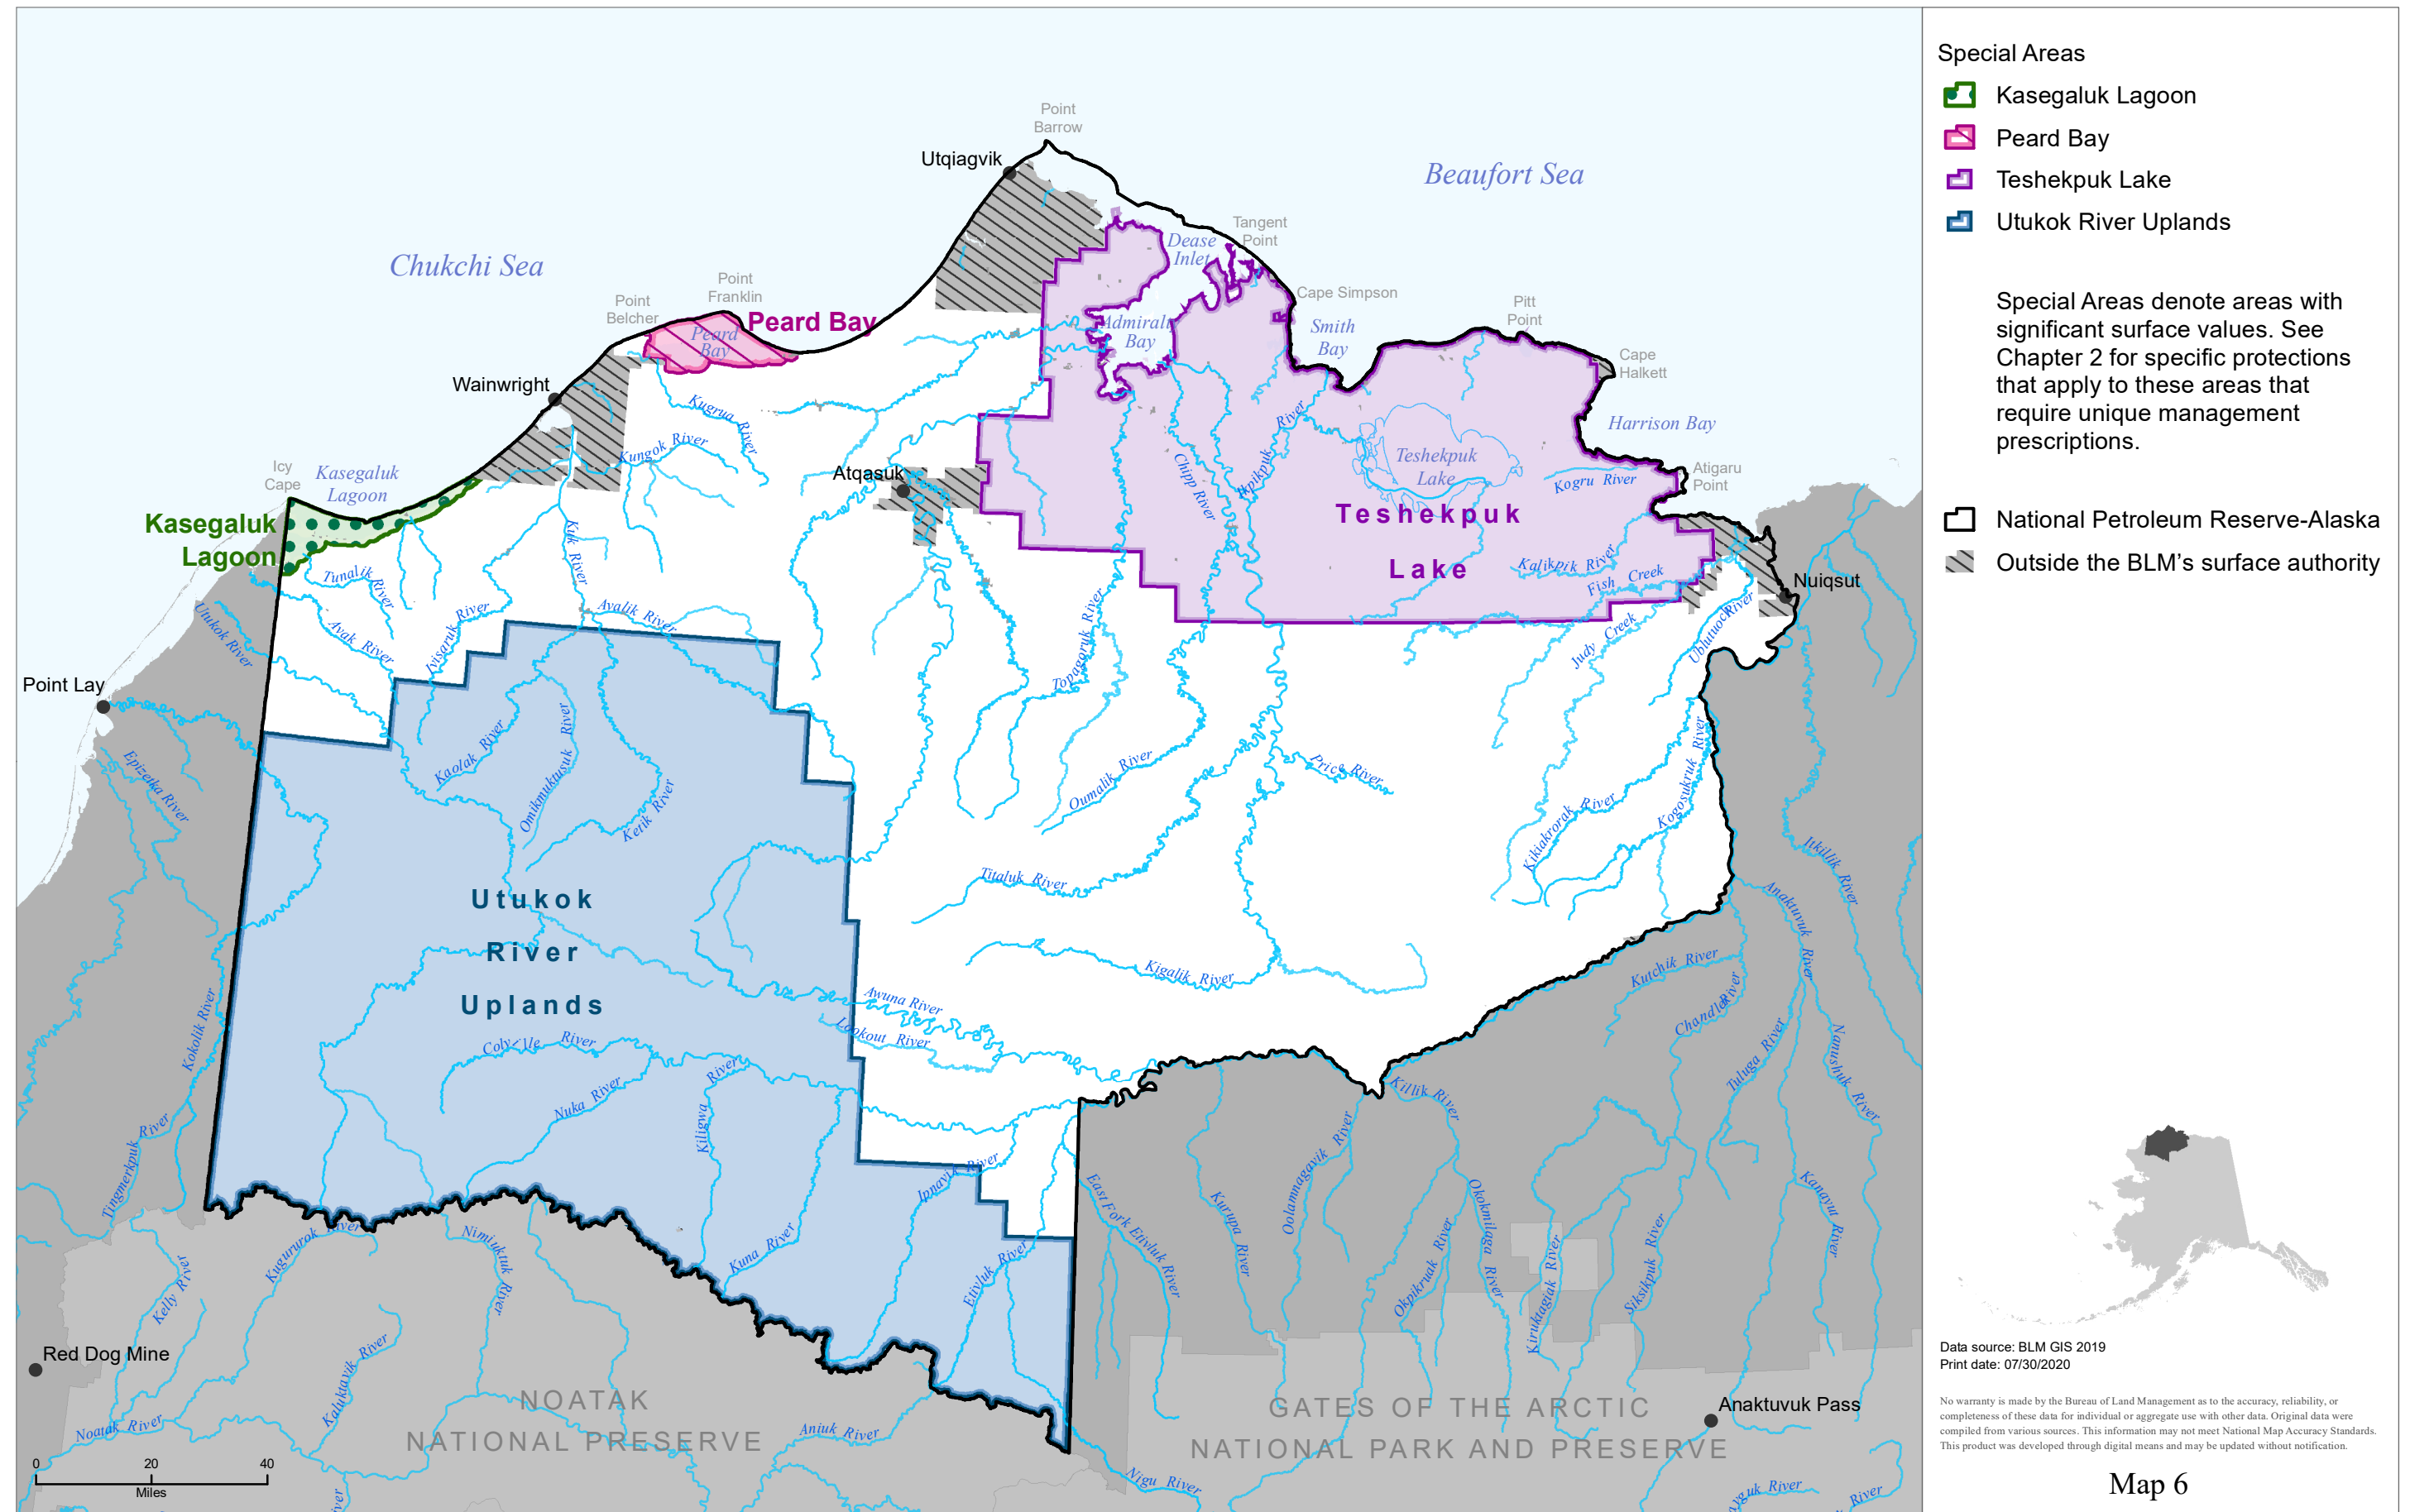 Point
Barrow
Utqiagvik
Beaufort Sea
Chukchi Sea
Tangent
Point
Dease
Inlet
Point
Franklin
Point
Belcher
Peard Bay
Peard
Bay
Cape Simpson
Pitt
Point
Admiralty
Bay
Smith
Bay
Cape
Halkett
Wainwright
Kugrua River
Harrison Bay
Kungok River
Ikpikpuk River
Chipp River
Teshekpuk
Lake
Icy
Cape
Kasegaluk
Lagoon
Atqasuk
Kogru River
Atigaru
Point
Kasegaluk
Lagoon
Teshekpuk
Lake
Kuk River
Kalikpik River
Fish Creek
Nuiqsut
Tunalik River
Utukok River
Avak River
Ivisaruk River
Avalik River
Topagoruk River
Judy Creek
Ublutuoch River
Point Lay
Epizetka River
Kaolak River
Omikmuktusuk River
Ketik River
Oumalik River
Price River
Kikiakrorak River
Kogosukruk River
Itkillik River
Titaluk River
Anaktuvuk River
Utukok
River
Uplands
Kigalik River
Kutchik River
Chandler River
Awuna River
Lookout River
Kokolik River
Colville River
Nuka River
Kiligwa River
Killik River
Tuluga River
Nanushuk River
Tingmerkpuk River
Ipnavik River
East Fork Etivluk River
Kurupa River
Oolamnagavik River
Okpikruak River
Okokmilaga River
Kiruktagiak River
Siksikpuk River
Kanavut River
Kugururok River
Nimiuktuk River
Kelly River
Kuna River
Etivluk River
Red Dog Mine
Kaluktavik River
Noatak River
NOATAK
NATIONAL PRESERVE
Aniuk River
GATES OF THE ARCTIC
NATIONAL PARK AND PRESERVE
Anaktuvuk Pass
Nigu River
River
0 20 40
Miles
Special Areas
Kasegaluk Lagoon
Peard Bay
Teshekpuk Lake
Utukok River Uplands
Special Areas denote areas with
significant surface values. See
Chapter 2 for specific protections
that apply to these areas that
require unique management
prescriptions.
National Petroleum Reserve-Alaska
Outside the BLM’s surface authority
Data source: BLM GIS 2019
Print date: 07/30/2020
No warranty is made by the Bureau of Land Management as to the accuracy, reliability, or
completeness of these data for individual or aggregate use with other data. Original data were
compiled from various sources. This information may not meet National Map Accuracy Standards.
This product was developed through digital means and may be updated without notification.
Map 6